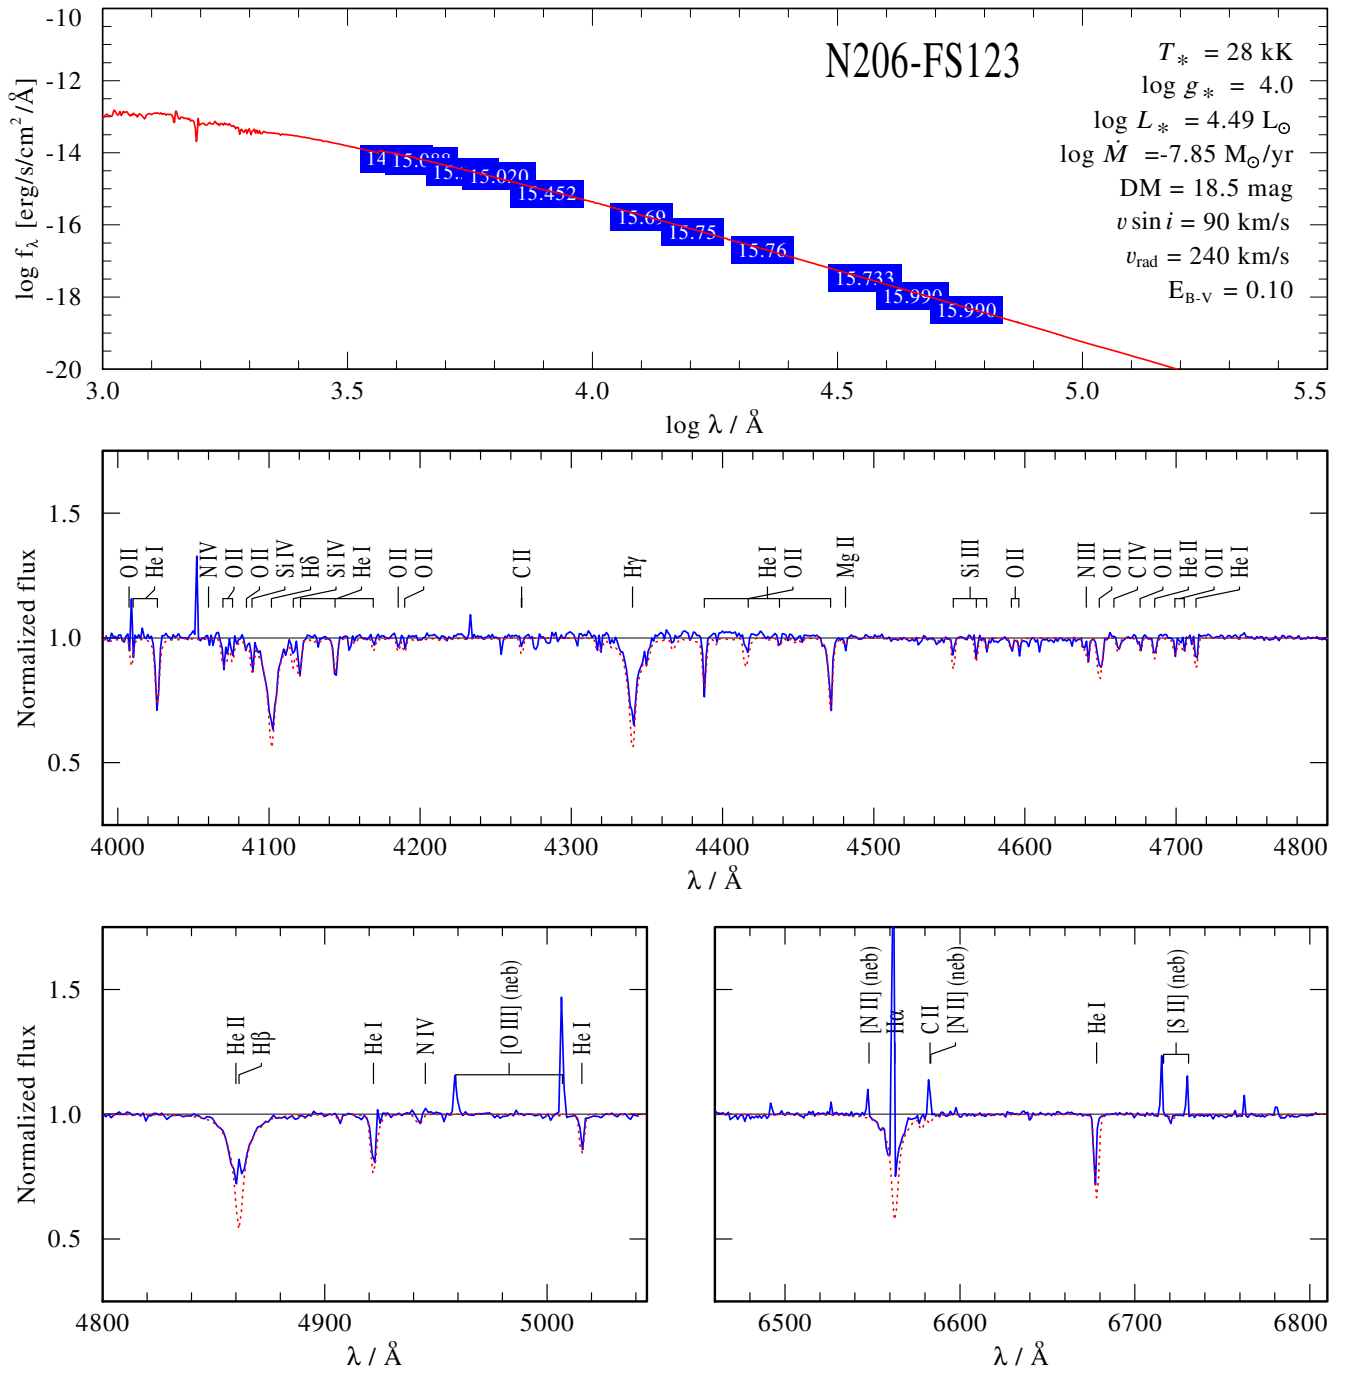 N206-FS123
T* = 28 kK
log g* = 4.0
log L* = 4.49 L⊙
log Ṁ =-7.85 M⊙/yr
DM = 18.5 mag
v sin i = 90 km/s
vrad = 240 km/s
EB-V = 0.10
log fλ [erg/s/cm²/Å]
-10
-12
-14
-16
-18
-20
15.020
15.452
15.69
15.75
15.76
15.733
15.990
15.990
3.0 3.5 4.0 4.5 5.0 5.5
log λ / Å
Normalized flux
1.5
1.0
0.5
O II
He I
N IV
O II
O II
Si IV
Hδ
Si IV
He I
O II
O II
C II
Hγ
He I
O II
Mg II
Si III
O II
N III
O II
C IV
O II
He II
O II
He I
4000 4100 4200 4300 4400 4500 4600 4700 4800
λ / Å
Normalized flux
1.5
1.0
0.5
He II
Hβ
He I
N IV
[O III] (neb)
He I
4800 4900 5000
λ / Å
[N II] (neb)
Hα
C II
[N II] (neb)
He I
[S II] (neb)
6500 6600 6700 6800
λ / Å